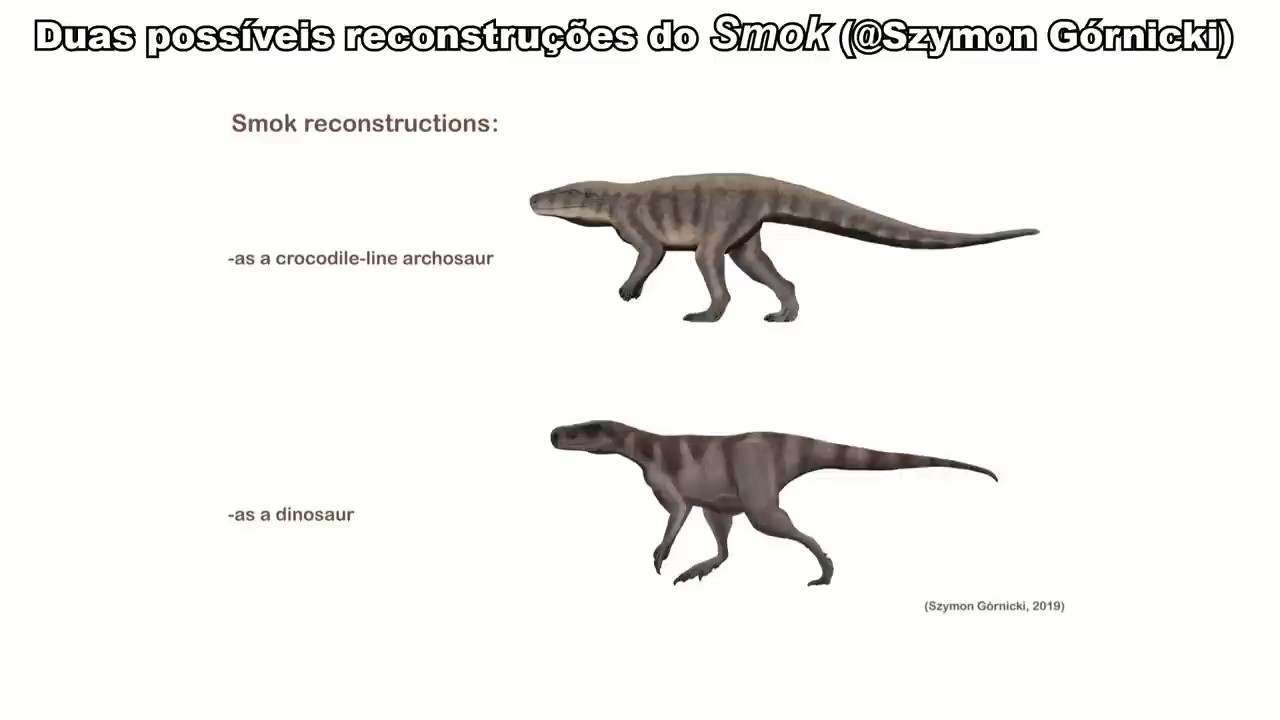 Duas possíveis reconstruções do Smok (@Szymon Górnicki)
Smok reconstructions:
-as a crocodile-line archosaur
-as a dinosaur
(Szymon Górnicki, 2019)